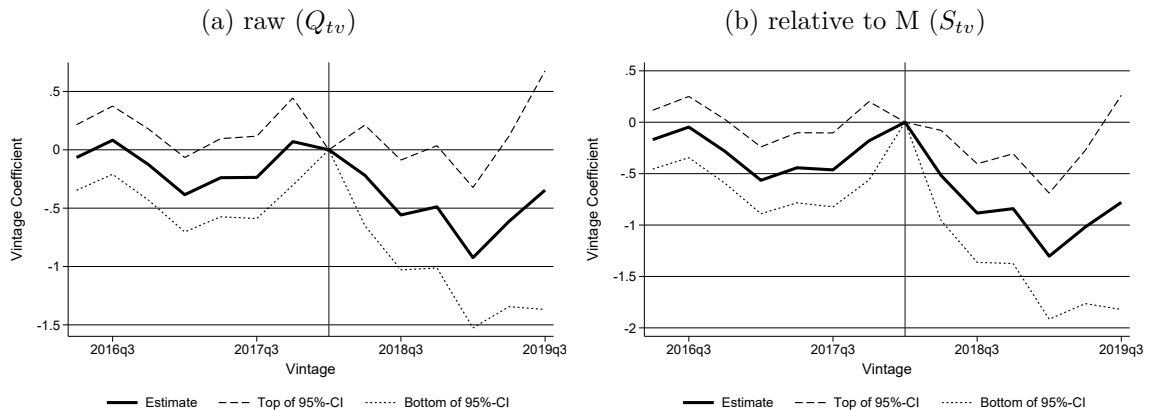 (a) raw (Qtv)
.5
0
-.5
-1
-1.5
Vintage Coefficient
2016q3 2017q3 2018q3 2019q3
Vintage
Estimate Top of 95%-CI Bottom of 95%-CI
(b) relative to M (Stv)
.5
0
-.5
-1
-1.5
-2
Vintage Coefficient
2016q3 2017q3 2018q3 2019q3
Vintage
Estimate Top of 95%-CI Bottom of 95%-CI